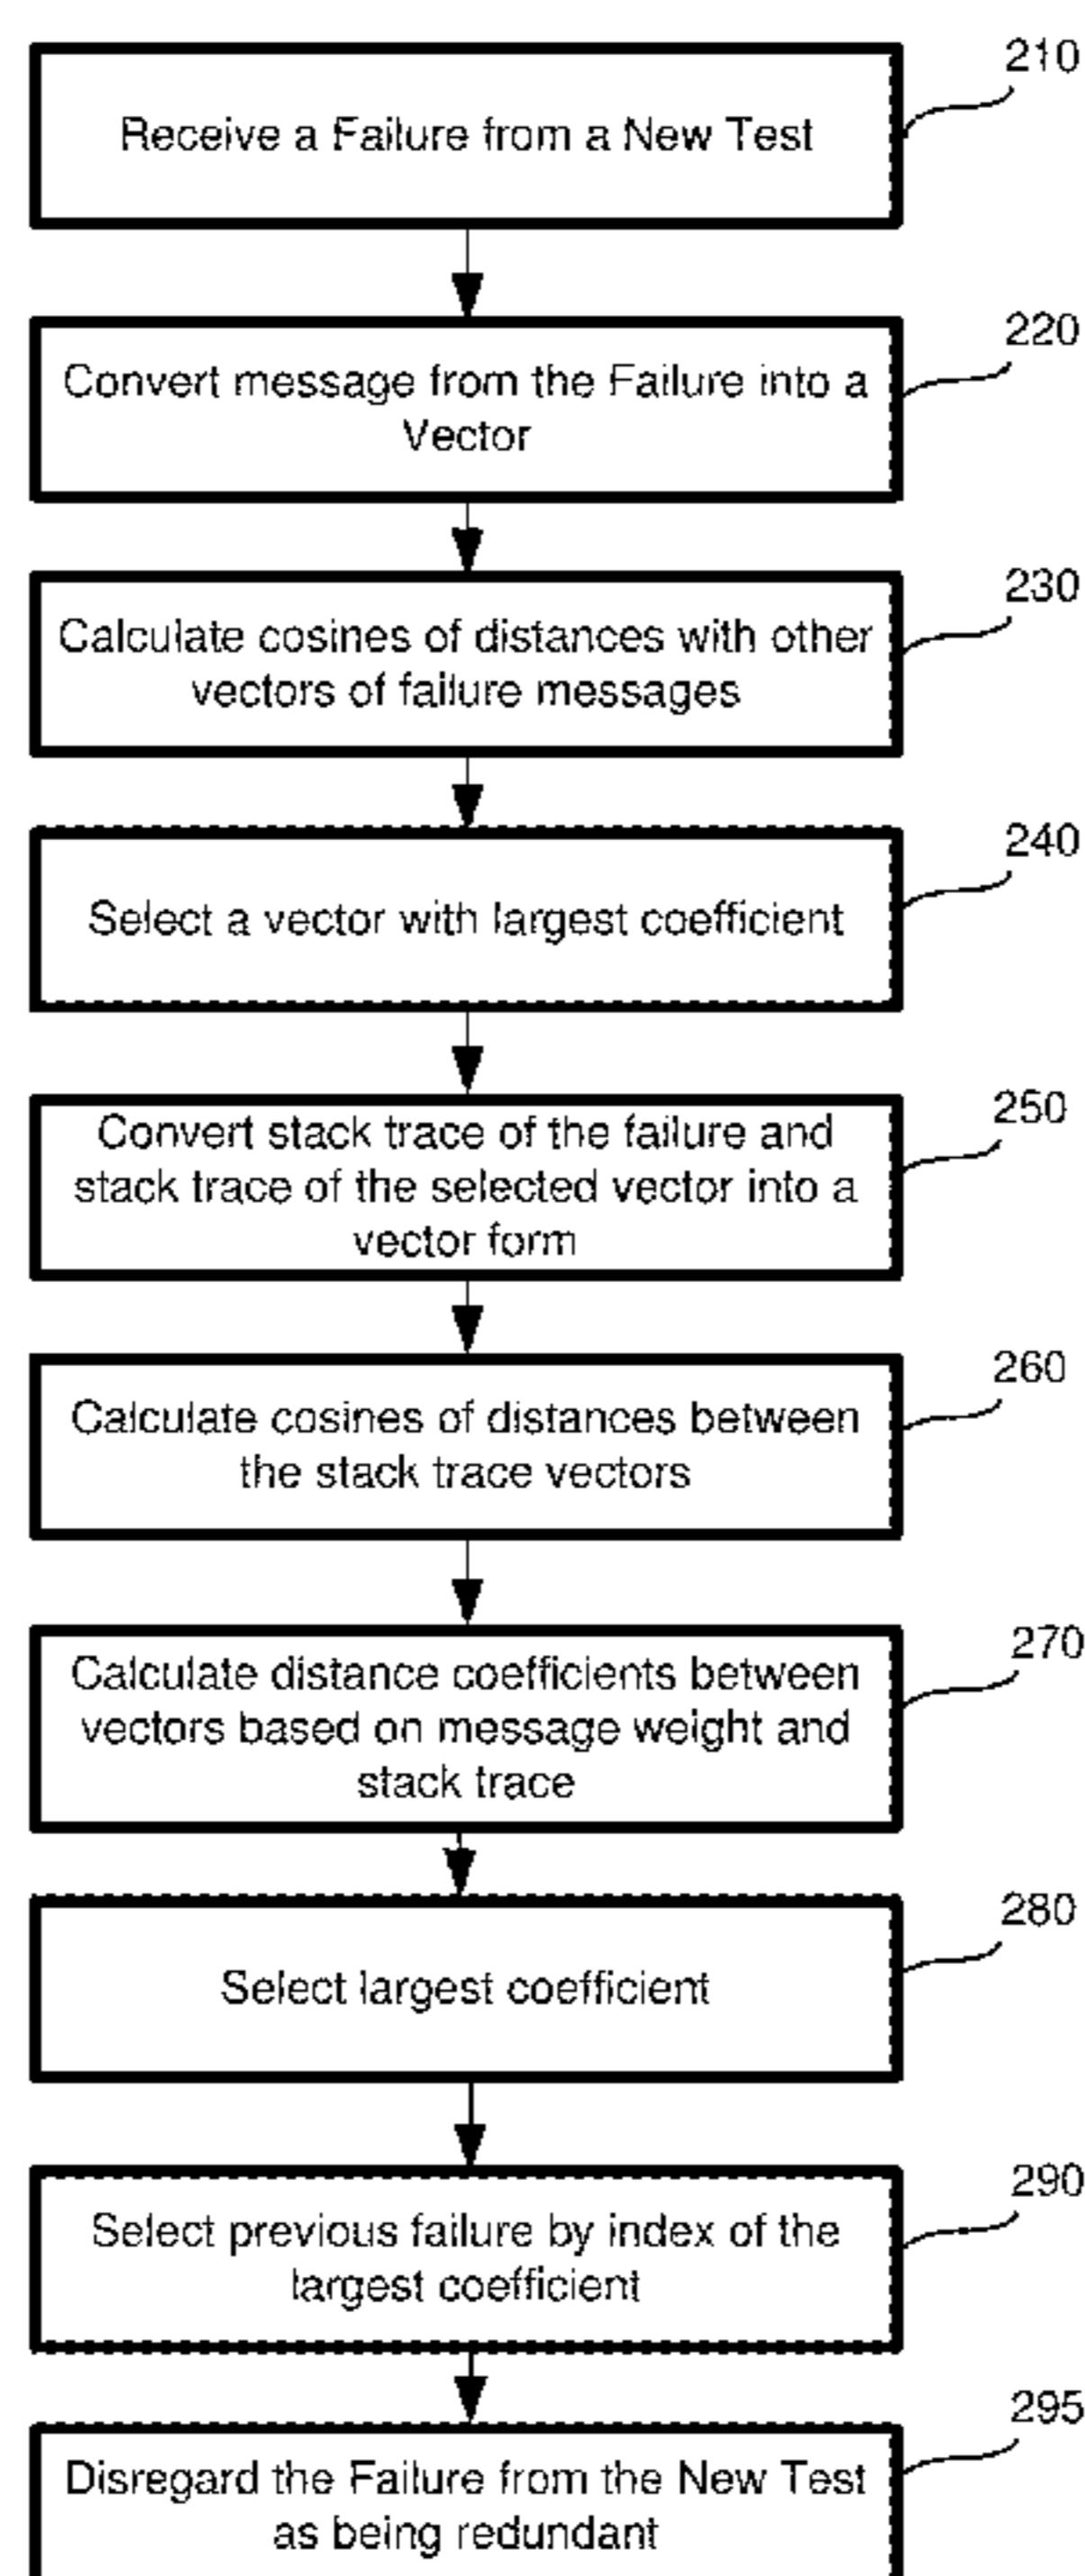 210
Receive a Failure from a New Test
220
Convert message from the Failure into a
Vector
230
Calculate cosines of distances with other
vectors of failure messages
240
Select a vector with largest coefficient
250
Convert stack trace of the failure and
stack trace of the selected vector into a
vector form
260
Calculate cosines of distances between
the stack trace vectors
270
Calculate distance coefficients between
vectors based on message weight and
stack trace
280
Select largest coefficient
290
Select previous failure by index of the
largest coefficient
295
Disregard the Failure from the New Test
as being redundant